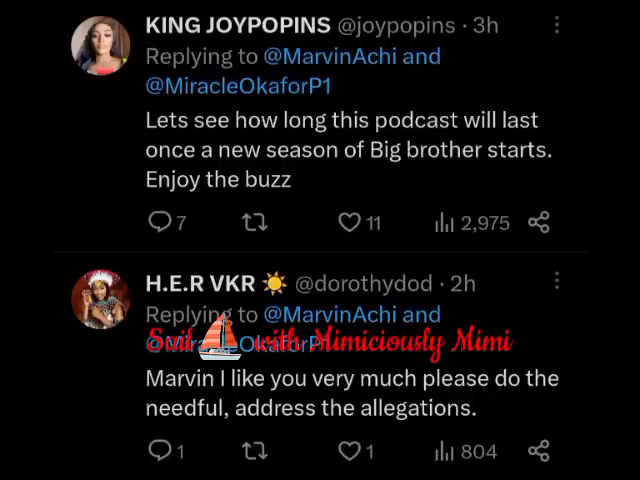 KING JOYPOPINS @joypopins · 3h
Replying to @MarvinAchi and
@MiracleOkaforP1
Lets see how long this podcast will last
once a new season of Big brother starts.
Enjoy the buzz
7 11 2,975
H.E.R VKR ☀️ @dorothydod · 2h
Replying to @MarvinAchi and
@MiracleOkaforP1
Sail ⛵ with Mimiciously Mimi
Marvin I like you very much please do the
needful, address the allegations.
1 1 804